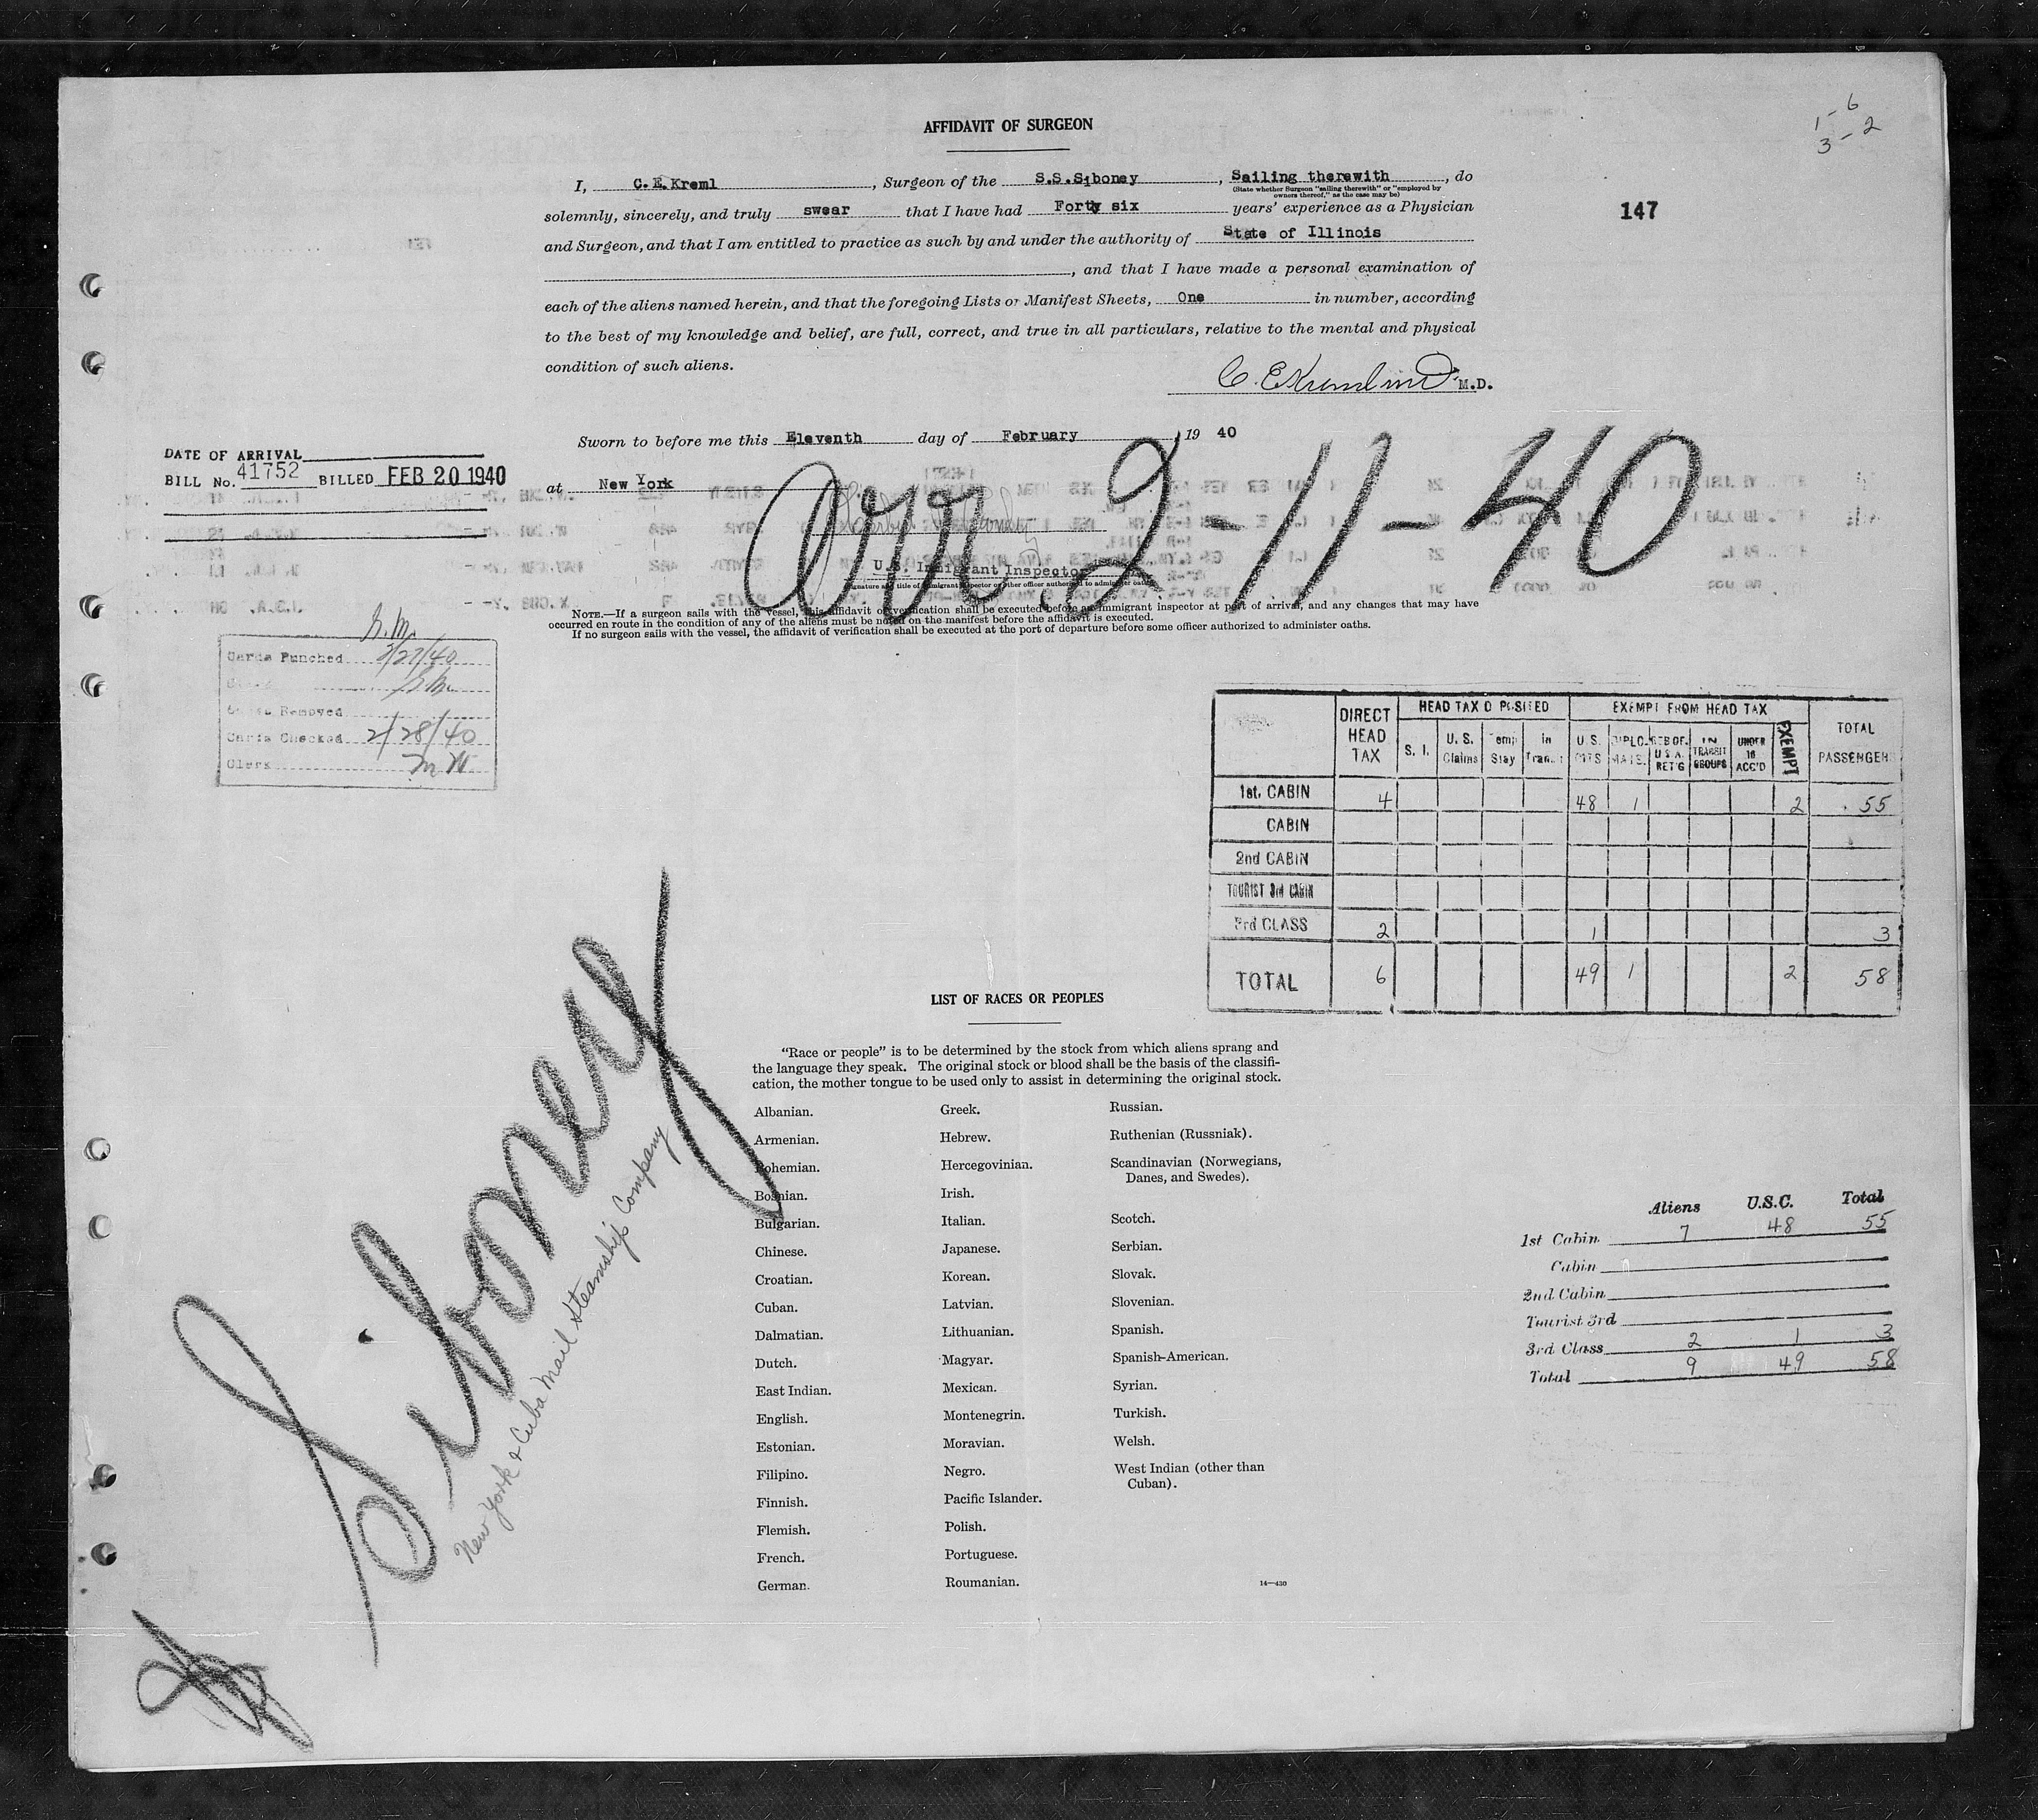 1-6
3-2
AFFIDAVIT OF SURGEON
I, C. E. Kreml, Surgeon of the S.S.Siboney, Sailing therewith, do
(State whether Surgeon "sailing therewith" or "employed by
owners thereof," as the case may be)
solemnly, sincerely, and truly swear that I have had Forty six years' experience as a Physician
147
and Surgeon, and that I am entitled to practice as such by and under the authority of State of Illinois
, and that I have made a personal examination of
each of the aliens named herein, and that the foregoing Lists or Manifest Sheets, One in number, according
to the best of my knowledge and belief, are full, correct, and true in all particulars, relative to the mental and physical
condition of such aliens.
C. E Kreml M.D. M.D.
Sworn to before me this Eleventh day of February, 19 40
at New York
DATE OF ARRIVAL
BILL No. 41752 BILLED FEB 20 1940
arr. 2-11-40
U.S. Immigrant Inspector
NOTE.—If a surgeon sails with the vessel, this affidavit of verification shall be executed before an immigrant inspector at port of arrival, and any changes that may have
occurred en route in the condition of any of the aliens must be noted on the manifest before the affidavit is executed.
If no surgeon sails with the vessel, the affidavit of verification shall be executed at the port of departure before some officer authorized to administer oaths.
Cards Punched 2/27/40
Removed
Cards Checked 2/28/40
Clerk
DIRECT HEAD TAX
HEAD TAX D POSITED
EXEMPT FROM HEAD TAX
TOTAL PASSENGERS
S. I. U. S. Claims Temp Stay in Transit U. S. CITS DIPLO-MATS. RES OF. U S A. RET'G IN TRANSIT GROUPS UNDER 16 ACC'D EXEMPT
1st. CABIN 4 48 1 2 55
CABIN
2nd CABIN
TOURIST 3rd CABIN
3rd CLASS 2 1 3
TOTAL 6 49 1 2 58
Siboney
New York & Cuba Mail Steamship Company
LIST OF RACES OR PEOPLES
"Race or people" is to be determined by the stock from which aliens sprang and
the language they speak. The original stock or blood shall be the basis of the classifi-
cation, the mother tongue to be used only to assist in determining the original stock.
Albanian.
Armenian.
Bohemian.
Bosnian.
Bulgarian.
Chinese.
Croatian.
Cuban.
Dalmatian.
Dutch.
East Indian.
English.
Estonian.
Filipino.
Finnish.
Flemish.
French.
German.
Greek.
Hebrew.
Hercegovinian.
Irish.
Italian.
Japanese.
Korean.
Latvian.
Lithuanian.
Magyar.
Mexican.
Montenegrin.
Moravian.
Negro.
Pacific Islander.
Polish.
Portuguese.
Roumanian.
Russian.
Ruthenian (Russniak).
Scandinavian (Norwegians,
Danes, and Swedes).
Scotch.
Serbian.
Slovak.
Slovenian.
Spanish.
Spanish-American.
Syrian.
Turkish.
Welsh.
West Indian (other than
Cuban).
14—430
Aliens U.S.C. Total
1st Cabin 7 48 55
Cabin
2nd Cabin
Tourist 3rd
3rd Class 2 1 3
Total 9 49 58